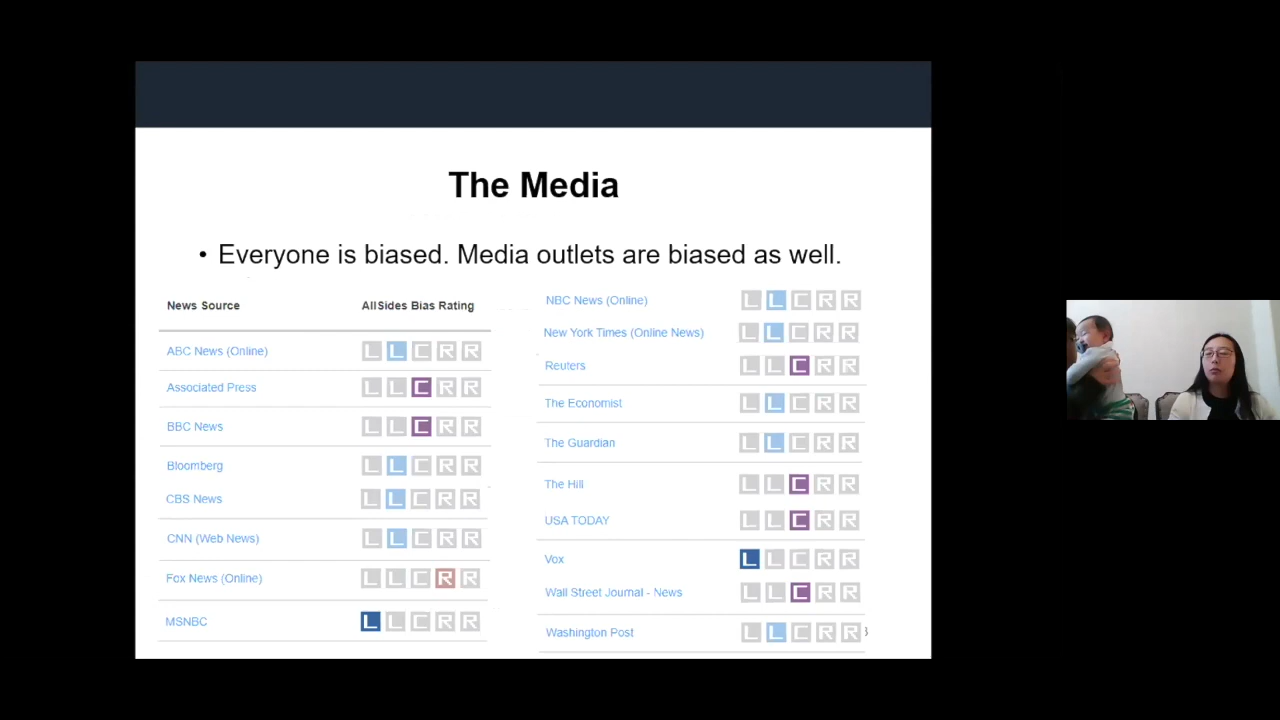 The Media
• Everyone is biased. Media outlets are biased as well.
News Source AllSides Bias Rating
ABC News (Online) L L C R R
Associated Press L L C R R
BBC News L L C R R
Bloomberg L L C R R
CBS News L L C R R
CNN (Web News) L L C R R
Fox News (Online) L L C R R
MSNBC L L C R R
NBC News (Online) L L C R R
New York Times (Online News) L L C R R
Reuters L L C R R
The Economist L L C R R
The Guardian L L C R R
The Hill L L C R R
USA TODAY L L C R R
Vox L L C R R
Wall Street Journal - News L L C R R
Washington Post L L C R R